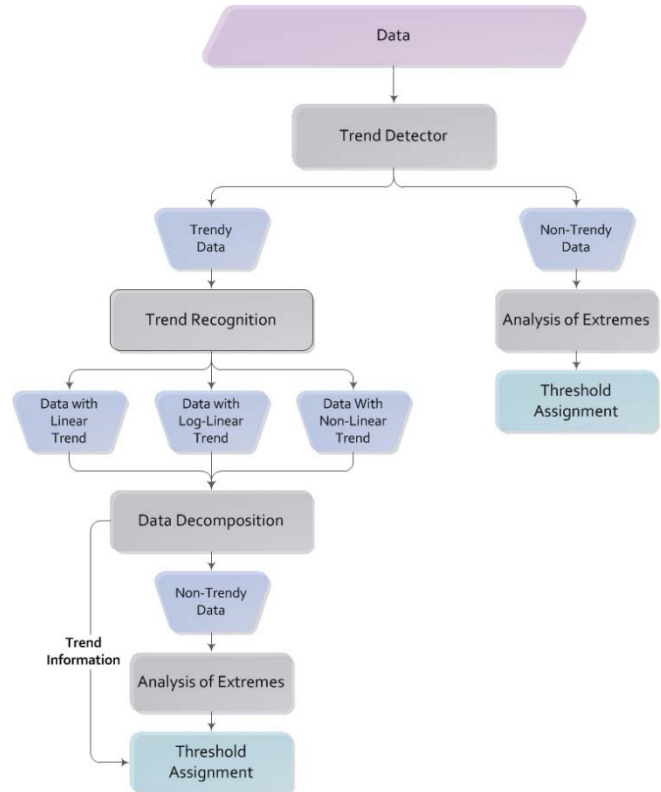 Data
Trend Detector
Trendy
Data
Non-Trendy
Data
Trend Recognition
Analysis of Extremes
Data with
Linear
Trend
Data with
Log-Linear
Trend
Data With
Non-Linear
Trend
Threshold
Assignment
Data Decomposition
Non-Trendy
Data
Trend
Information
Analysis of Extremes
Threshold
Assignment